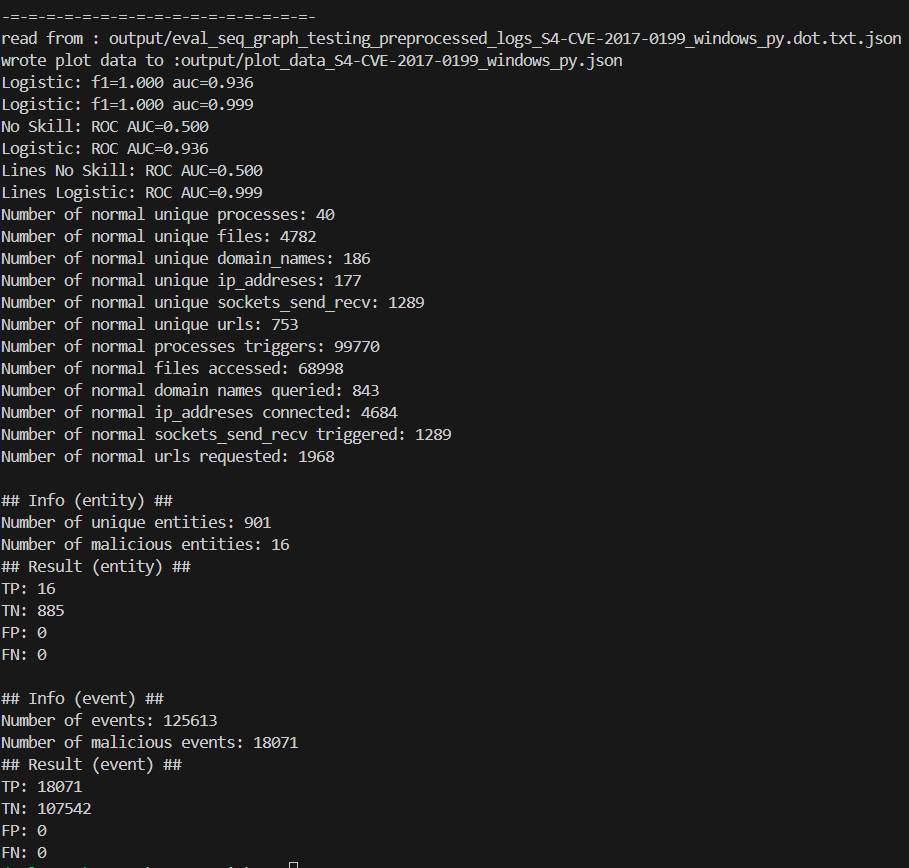 -=-=-=-=-=-=-=-=-=-=-=-=-=-=-=-=-=-
read from : output/eval_seq_graph_testing_preprocessed_logs_S4-CVE-2017-0199_windows_py.dot.txt.json
wrote plot data to :output/plot_data_S4-CVE-2017-0199_windows_py.json
Logistic: f1=1.000 auc=0.936
Logistic: f1=1.000 auc=0.999
No Skill: ROC AUC=0.500
Logistic: ROC AUC=0.936
Lines No Skill: ROC AUC=0.500
Lines Logistic: ROC AUC=0.999
Number of normal unique processes: 40
Number of normal unique files: 4782
Number of normal unique domain_names: 186
Number of normal unique ip_addreses: 177
Number of normal unique sockets_send_recv: 1289
Number of normal unique urls: 753
Number of normal processes triggers: 99770
Number of normal files accessed: 68998
Number of normal domain names queried: 843
Number of normal ip_addreses connected: 4684
Number of normal sockets_send_recv triggered: 1289
Number of normal urls requested: 1968
## Info (entity) ##
Number of unique entities: 901
Number of malicious entities: 16
## Result (entity) ##
TP: 16
TN: 885
FP: 0
FN: 0
## Info (event) ##
Number of events: 125613
Number of malicious events: 18071
## Result (event) ##
TP: 18071
TN: 107542
FP: 0
FN: 0